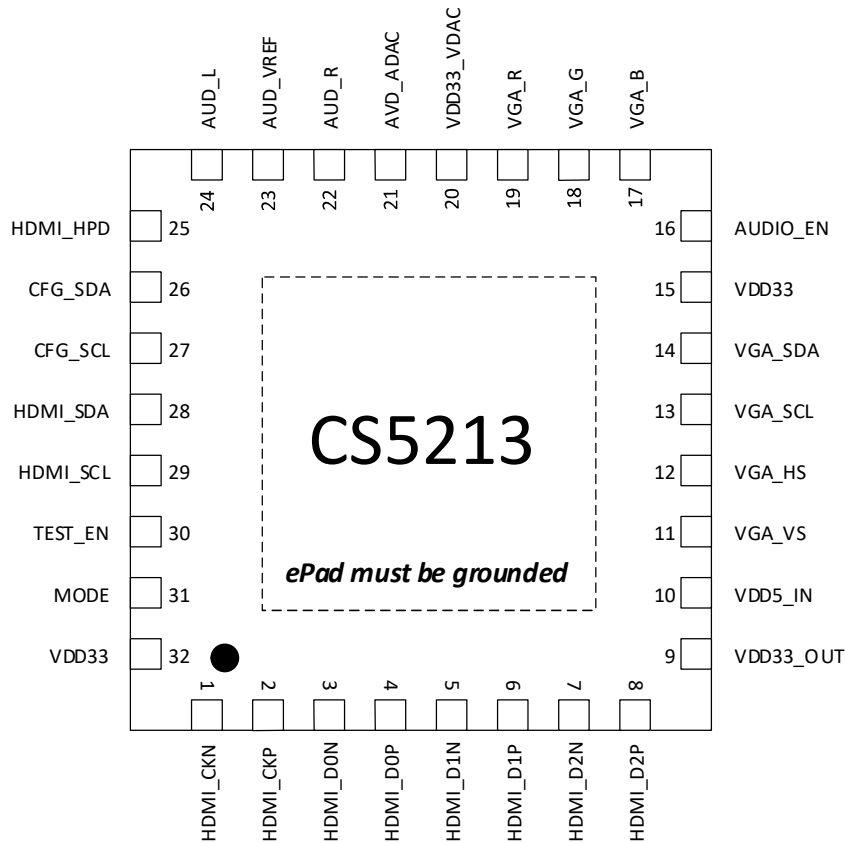 AUD_L
AUD_VREF
AUD_R
AVD_ADAC
VDD33_VDAC
VGA_R
VGA_G
VGA_B
24
23
22
21
20
19
18
17
HDMI_HPD 25
16 AUDIO_EN
CFG_SDA 26
15 VDD33
CFG_SCL 27
14 VGA_SDA
HDMI_SDA 28
13 VGA_SCL
HDMI_SCL 29
12 VGA_HS
TEST_EN 30
11 VGA_VS
MODE 31
10 VDD5_IN
VDD33 32
9 VDD33_OUT
CS5213
ePad must be grounded
1
2
3
4
5
6
7
8
HDMI_CKN
HDMI_CKP
HDMI_D0N
HDMI_D0P
HDMI_D1N
HDMI_D1P
HDMI_D2N
HDMI_D2P